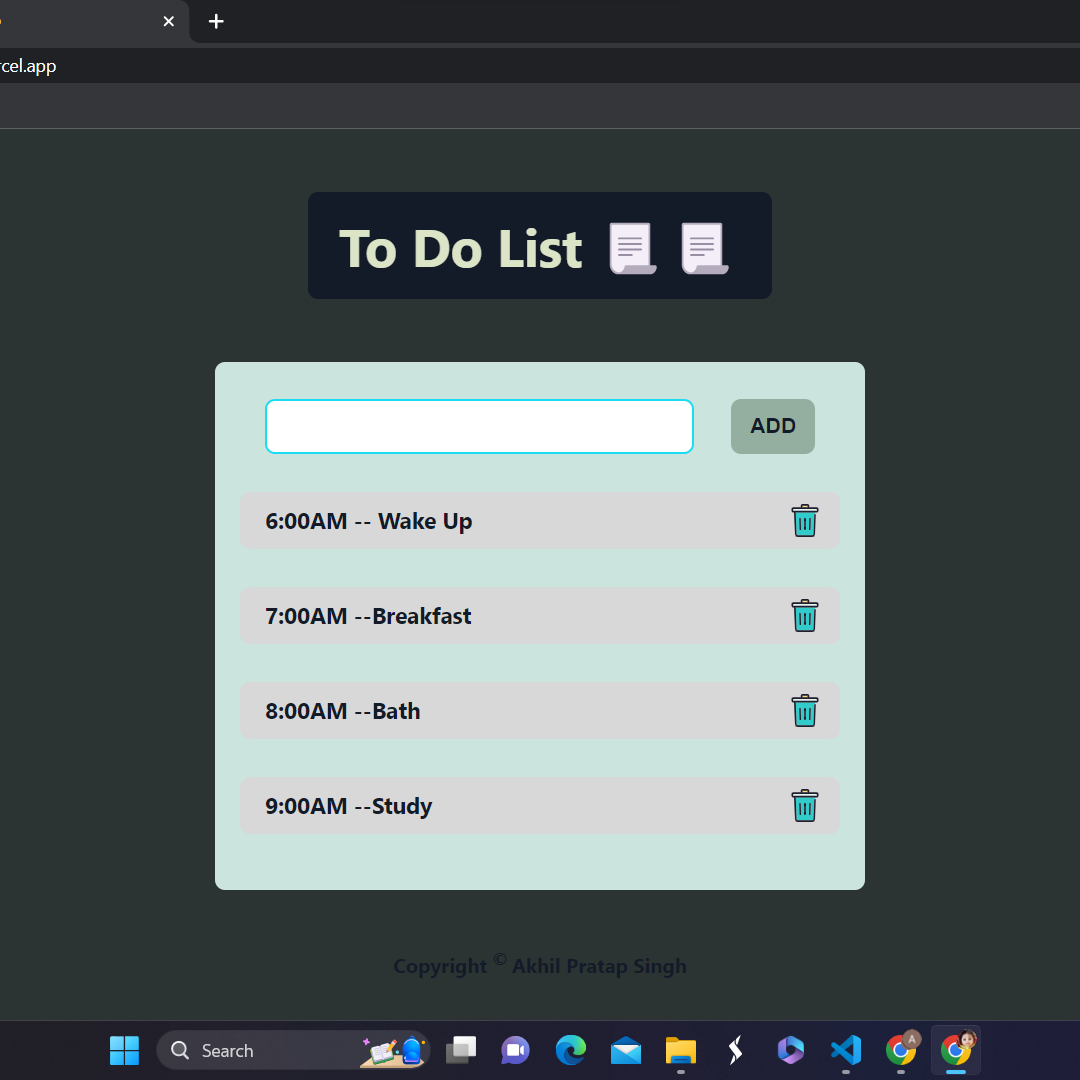 cel.app
To Do List
ADD
6:00AM -- Wake Up
7:00AM --Breakfast
8:00AM --Bath
9:00AM --Study
Copyright © Akhil Pratap Singh
Search
A